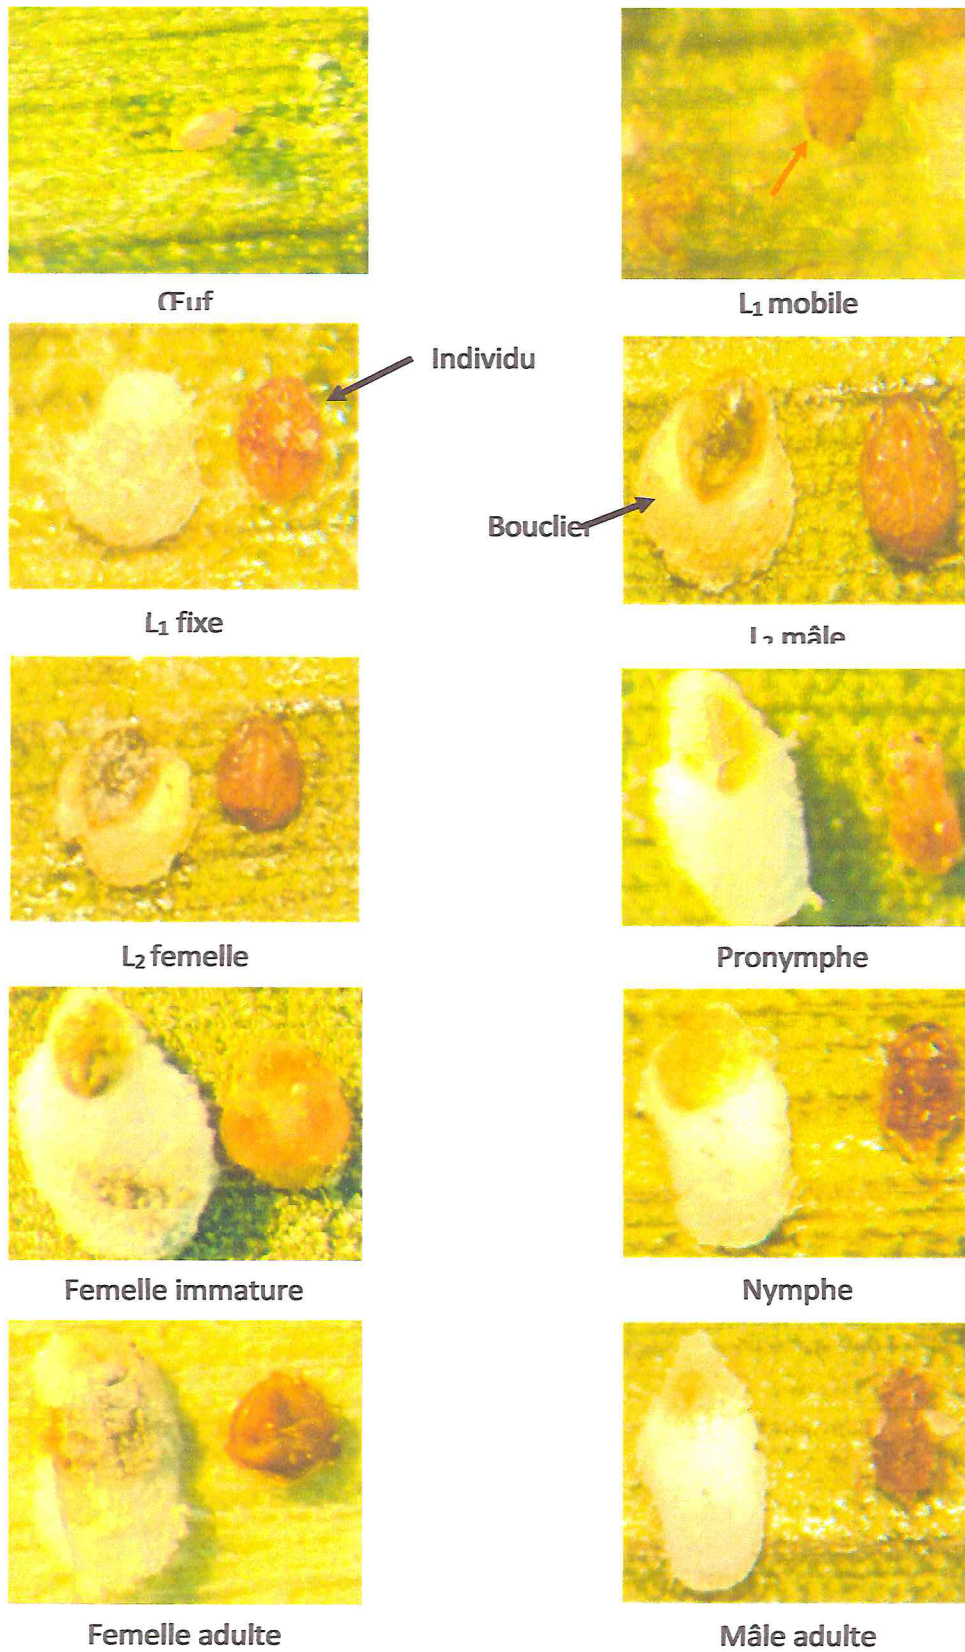 Œuf
L₁ mobile
Individu
Bouclier
L₁ fixe
L₂ mâle
L₂ femelle
Pronymphe
Femelle immature
Nymphe
Femelle adulte
Mâle adulte